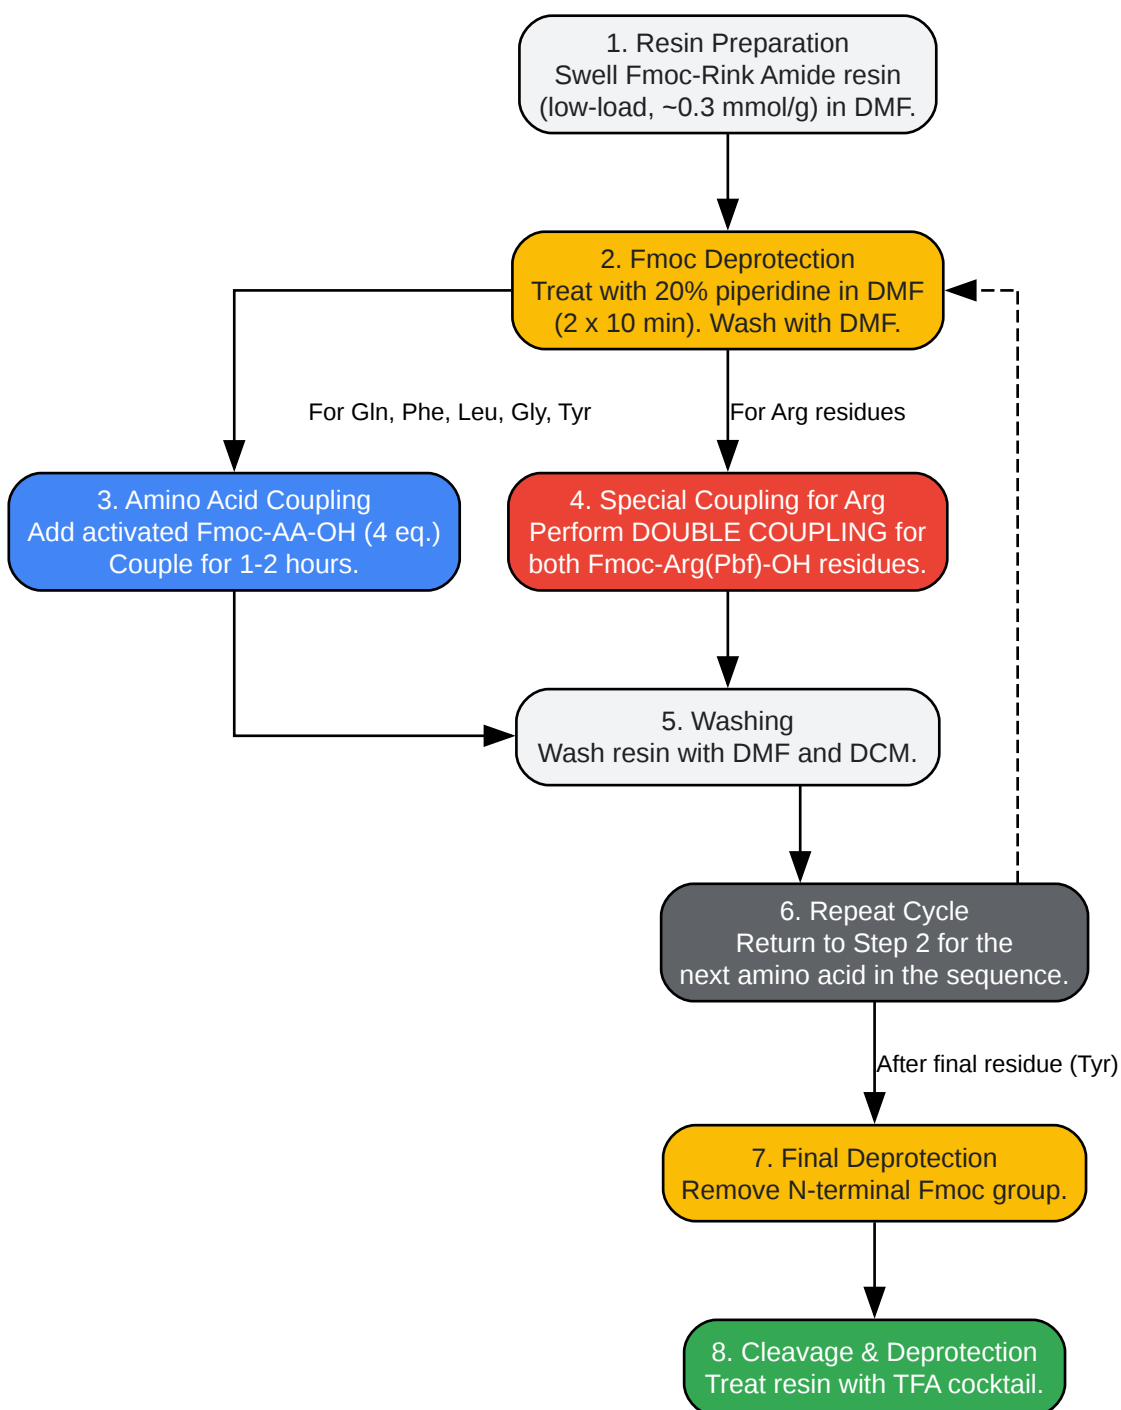 1. Resin Preparation
Swell Fmoc-Rink Amide resin
(low-load, ~0.3 mmol/g) in DMF.
2. Fmoc Deprotection
Treat with 20% piperidine in DMF
(2 x 10 min). Wash with DMF.
For Gln, Phe, Leu, Gly, Tyr
For Arg residues
3. Amino Acid Coupling
Add activated Fmoc-AA-OH (4 eq.)
Couple for 1-2 hours.
4. Special Coupling for Arg
Perform DOUBLE COUPLING for
both Fmoc-Arg(Pbf)-OH residues.
5. Washing
Wash resin with DMF and DCM.
6. Repeat Cycle
Return to Step 2 for the
next amino acid in the sequence.
After final residue (Tyr)
7. Final Deprotection
Remove N-terminal Fmoc group.
8. Cleavage & Deprotection
Treat resin with TFA cocktail.